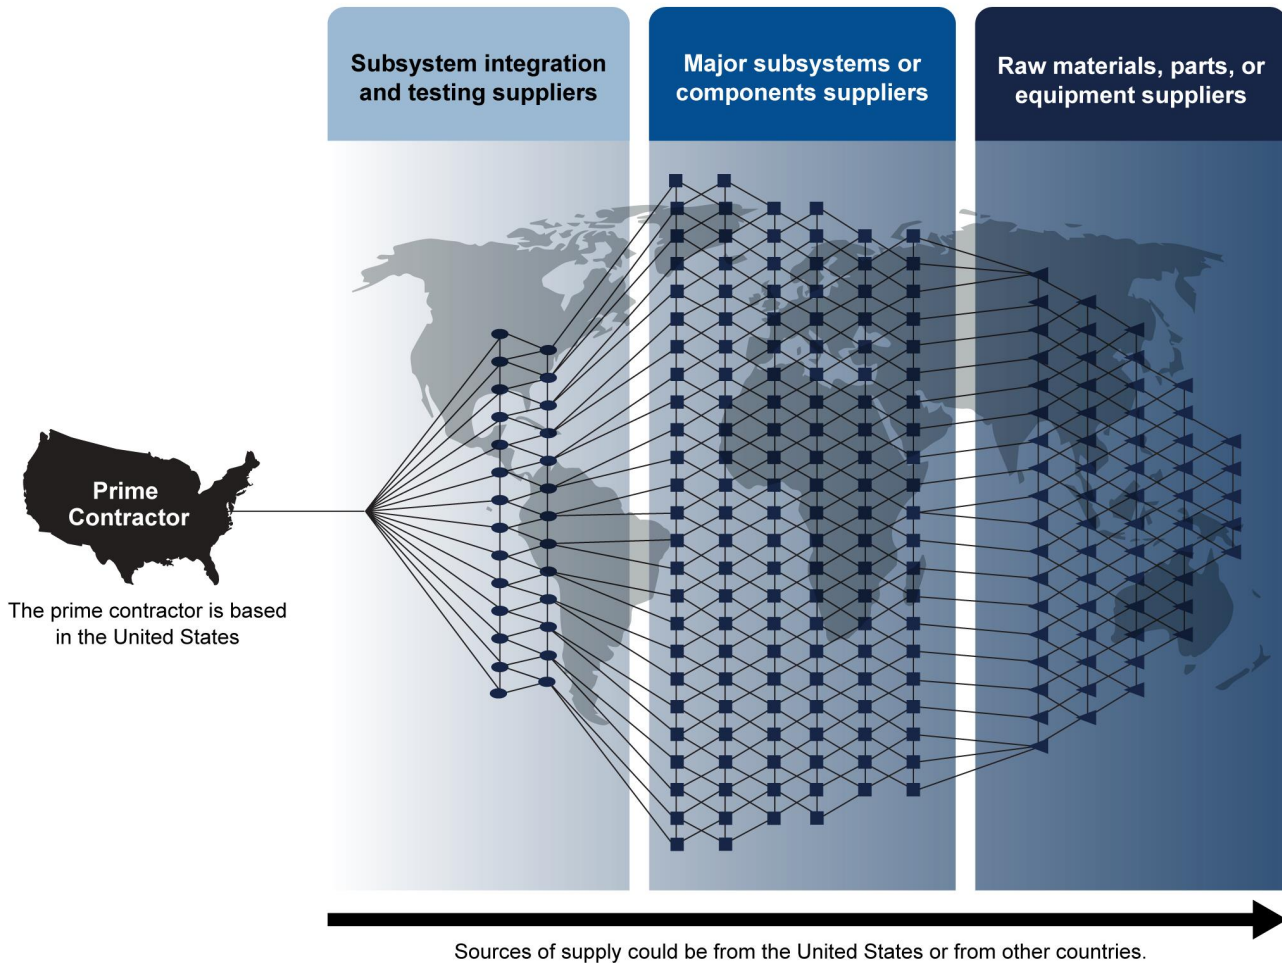 Subsystem integration
and testing suppliers
Major subsystems or
components suppliers
Raw materials, parts, or
equipment suppliers
Prime
Contractor
The prime contractor is based
in the United States
Sources of supply could be from the United States or from other countries.